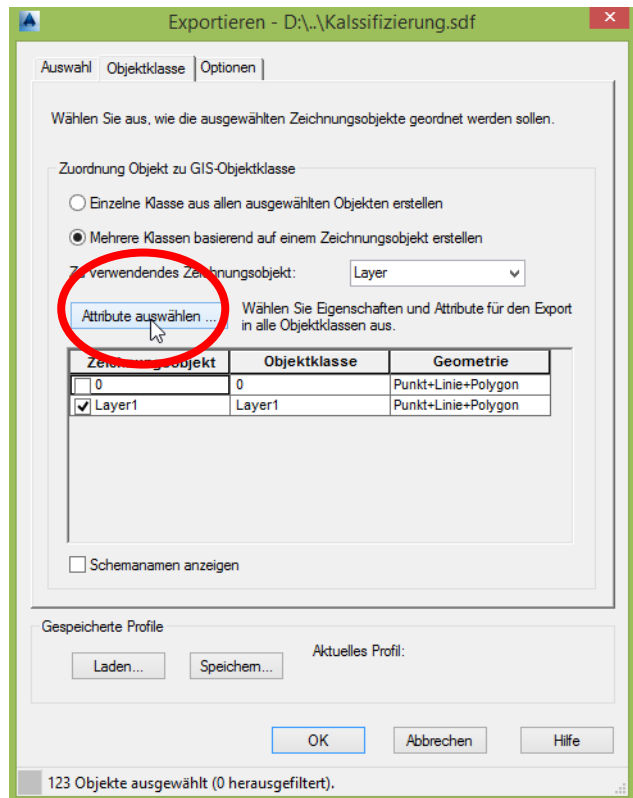 Exportieren - D:\..\Kalssifizierung.sdf
Auswahl Objektklasse Optionen
Wählen Sie aus, wie die ausgewählten Zeichnungsobjekte geordnet werden sollen.
Zuordnung Objekt zu GIS-Objektklasse
Einzelne Klasse aus allen ausgewählten Objekten erstellen
Mehrere Klassen basierend auf einem Zeichnungsobjekt erstellen
Zu verwendendes Zeichnungsobjekt: Layer
Attribute auswählen ... Wählen Sie Eigenschaften und Attribute für den Export
in alle Objektklassen aus.
Zeichnungsobjekt Objektklasse Geometrie
0 0 Punkt+Linie+Polygon
Layer1 Layer1 Punkt+Linie+Polygon
Schemanamen anzeigen
Gespeicherte Profile
Laden... Speichern... Aktuelles Profil:
OK Abbrechen Hilfe
123 Objekte ausgewählt (0 herausgefiltert).